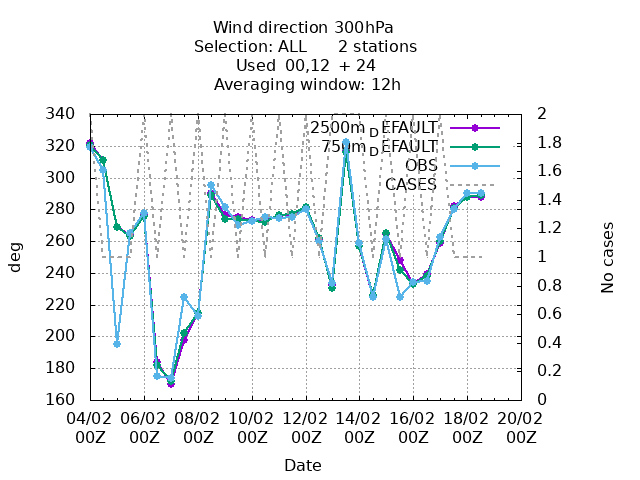 Wind direction 300hPa
Selection: ALL 2 stations
Used 00,12 + 24
Averaging window: 12h
340 2
320 1.8
300 1.6
280 1.4
260 1.2
240 1
220 0.8
200 0.6
180 0.4
160 0.2
0
2500m DEFAULT
750m DEFAULT
OBS
CASES
deg
No cases
04/02 06/02 08/02 10/02 12/02 14/02 16/02 18/02 20/02
00Z 00Z 00Z 00Z 00Z 00Z 00Z 00Z 00Z
Date